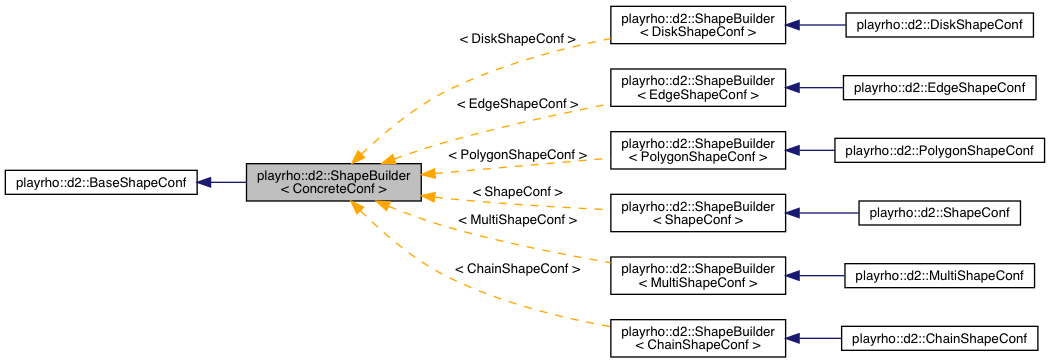 playrho::d2::BaseShapeConf
playrho::d2::ShapeBuilder
< ConcreteConf >
< DiskShapeConf >
< EdgeShapeConf >
< PolygonShapeConf >
< ShapeConf >
< MultiShapeConf >
< ChainShapeConf >
playrho::d2::ShapeBuilder
< DiskShapeConf >
playrho::d2::DiskShapeConf
playrho::d2::ShapeBuilder
< EdgeShapeConf >
playrho::d2::EdgeShapeConf
playrho::d2::ShapeBuilder
< PolygonShapeConf >
playrho::d2::PolygonShapeConf
playrho::d2::ShapeBuilder
< ShapeConf >
playrho::d2::ShapeConf
playrho::d2::ShapeBuilder
< MultiShapeConf >
playrho::d2::MultiShapeConf
playrho::d2::ShapeBuilder
< ChainShapeConf >
playrho::d2::ChainShapeConf